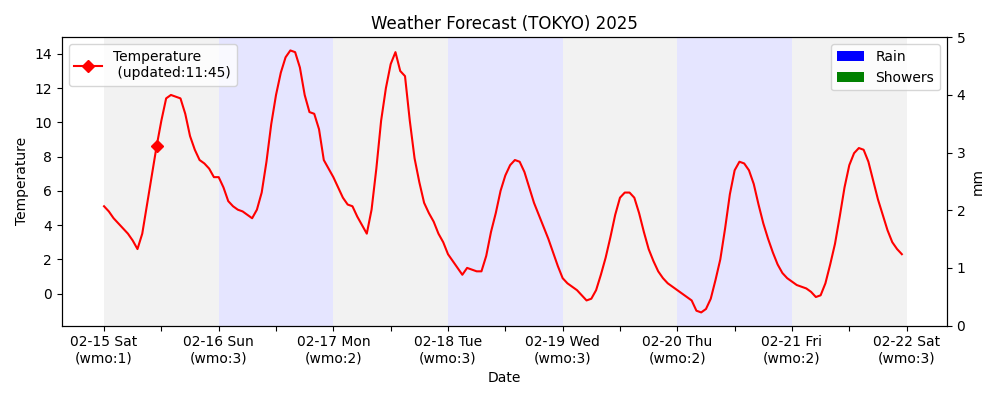 Weather Forecast (TOKYO) 2025
Temperature
(updated:11:45)
Rain
Showers
14
12
10
8
6
4
2
0
Temperature
5
4
3
2
1
0
mm
02-15 Sat
(wmo:1)
02-16 Sun
(wmo:3)
02-17 Mon
(wmo:2)
02-18 Tue
(wmo:3)
02-19 Wed
(wmo:3)
02-20 Thu
(wmo:2)
02-21 Fri
(wmo:2)
02-22 Sat
(wmo:3)
Date